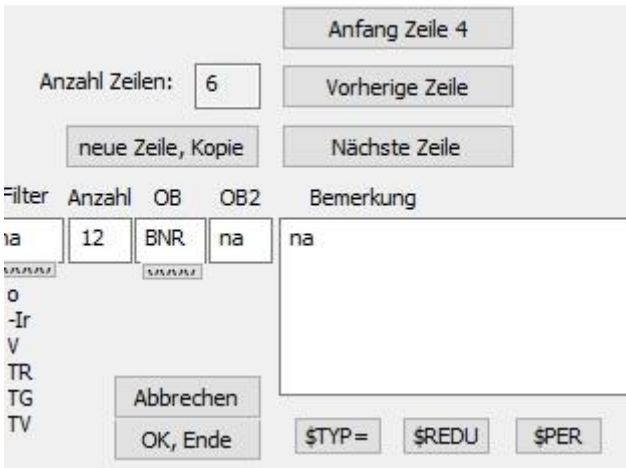 Anfang Zeile 4
Anzahl Zeilen: 6 Vorherige Zeile
neue Zeile, Kopie Nächste Zeile
Filter Anzahl OB OB2 Bemerkung
na 12 BNR na na
o
-Ir
V
TR
TG Abbrechen
TV OK, Ende $TYP= $REDU $PER